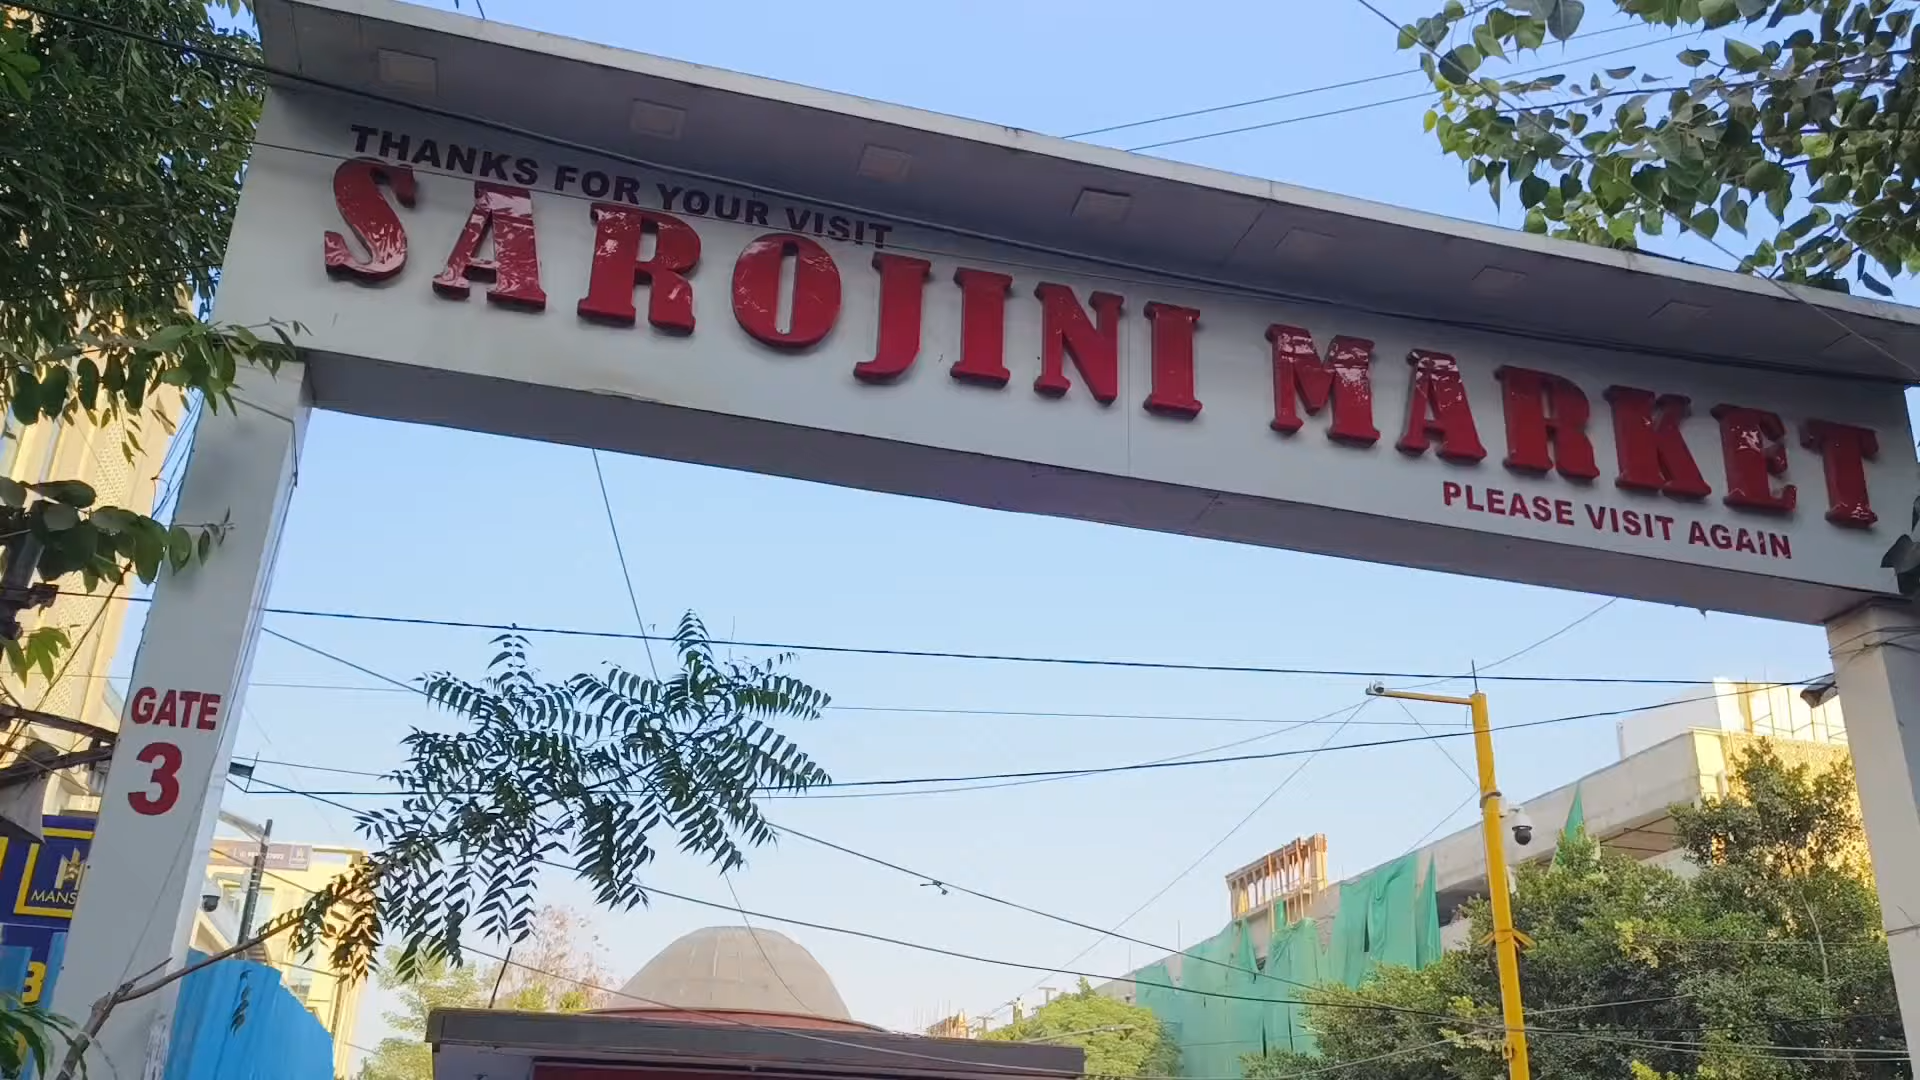 THANKS FOR YOUR VISIT
SAROJINI MARKET
PLEASE VISIT AGAIN
GATE
3